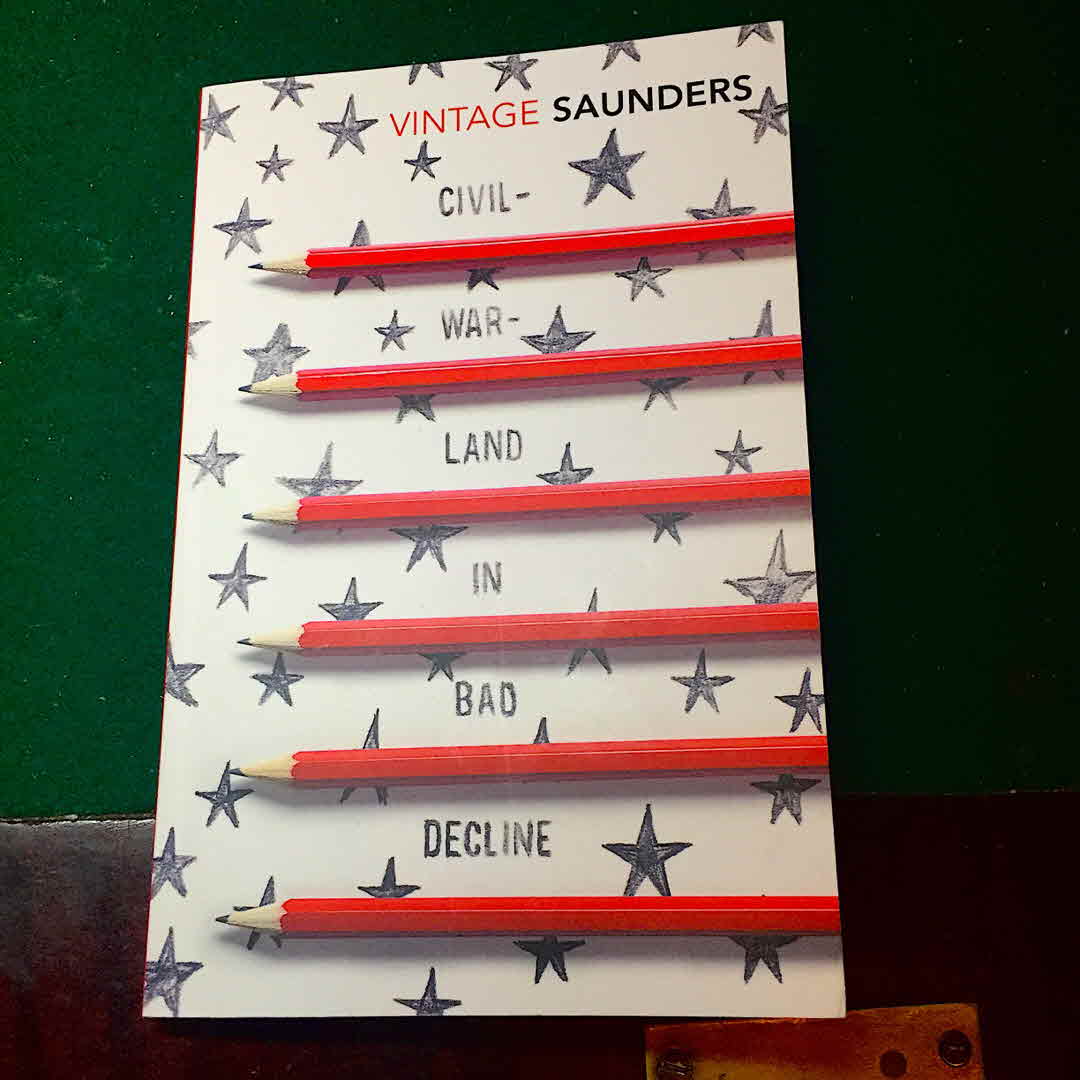 VINTAGE SAUNDERS
CIVIL-
WAR-
LAND
IN
BAD
DECLINE